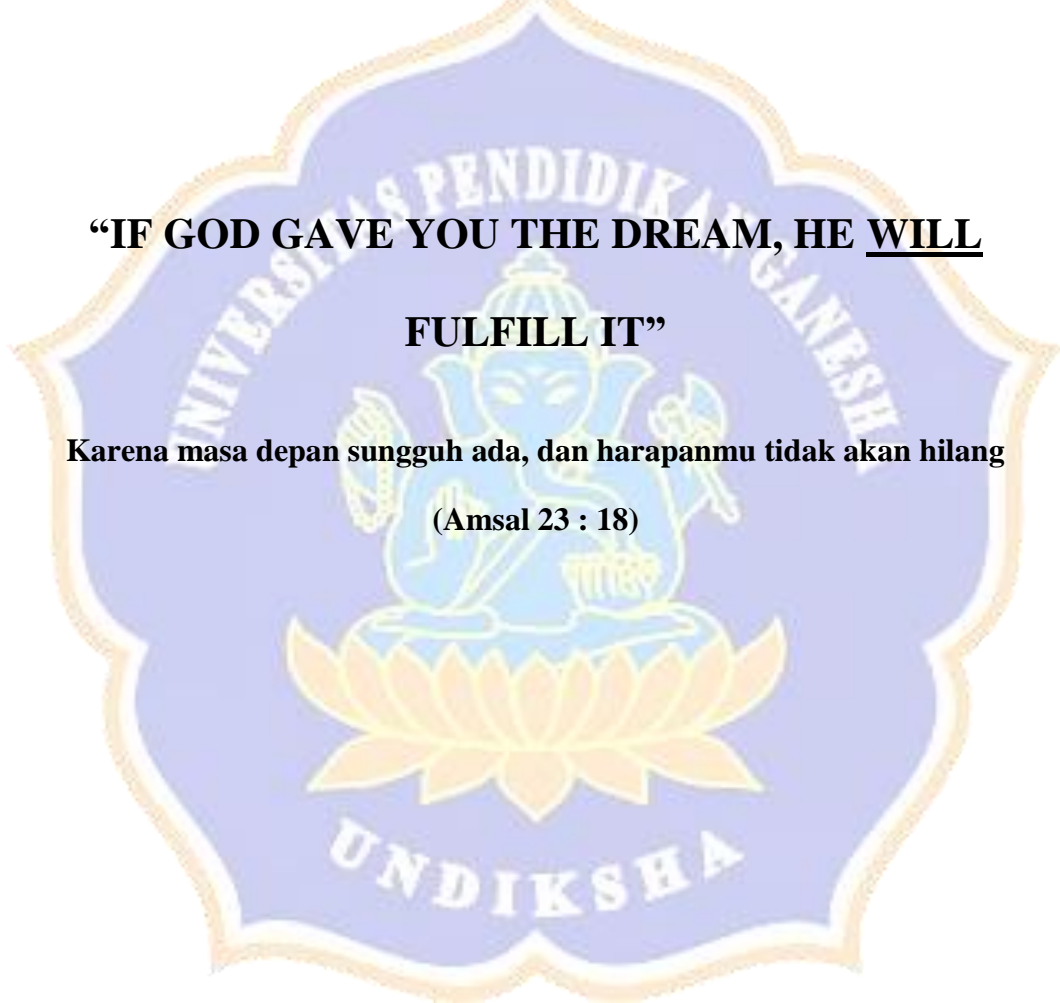 UNIVERSITAS PENDIDIKAN GANESHA
“IF GOD GAVE YOU THE DREAM, HE WILL
FULFILL IT”
Karena masa depan sungguh ada, dan harapanmu tidak akan hilang
(Amsal 23 : 18)
UNDIKSHA